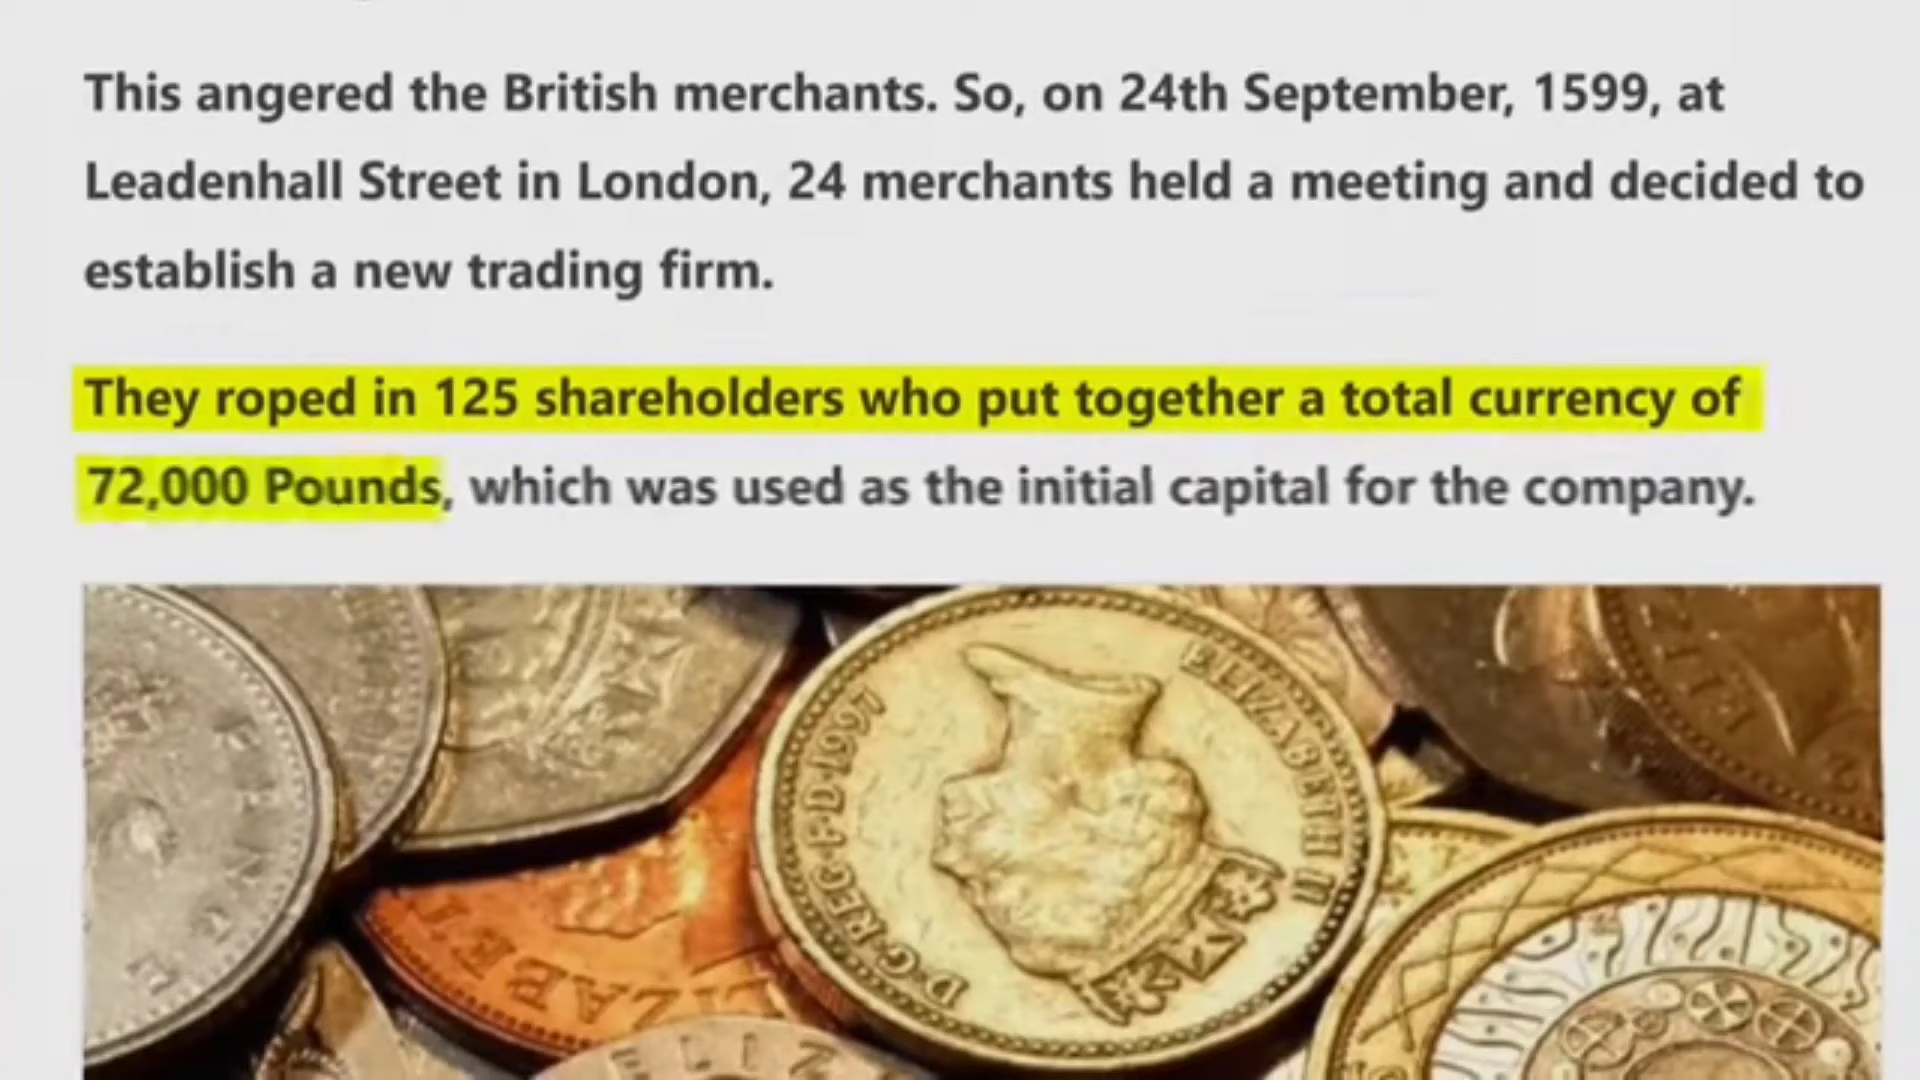 This angered the British merchants. So, on 24th September, 1599, at
Leadenhall Street in London, 24 merchants held a meeting and decided to
establish a new trading firm.
They roped in 125 shareholders who put together a total currency of
72,000 Pounds, which was used as the initial capital for the company.
D·G·REG·F·D·1997
ELIZABETH II